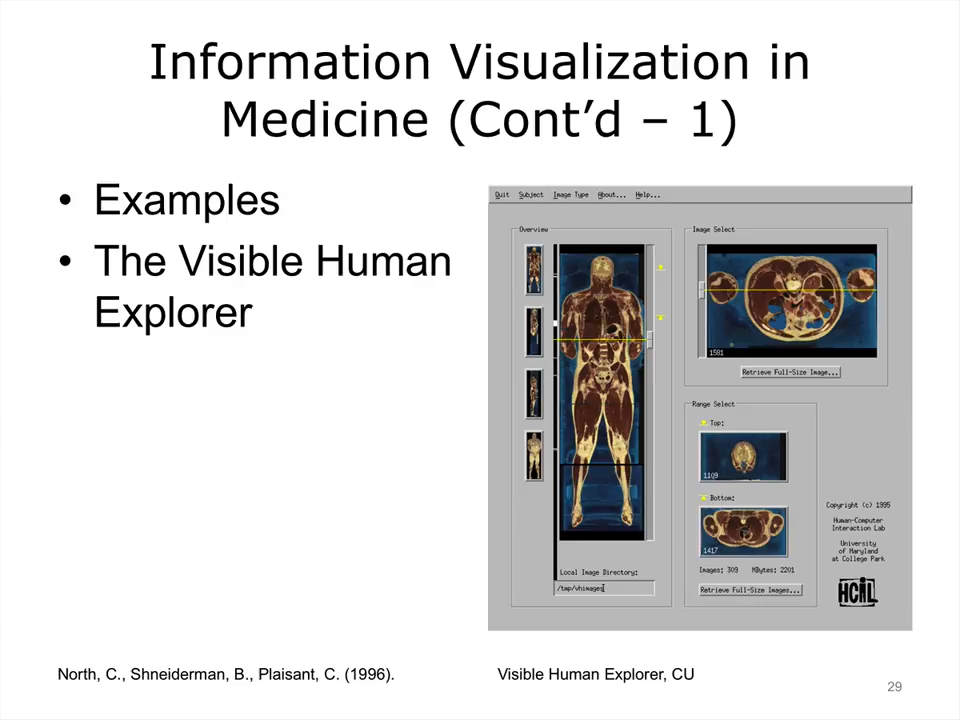 Information Visualization in
Medicine (Cont’d – 1)
• Examples
• The Visible Human
Explorer
Quit Subject Image Type About... Help...
Overview
Local Image Directory:
/tmp/vhimages
Image Select
1581
Retrieve Full-Size Image...
Range Select
Top:
1109
Bottom:
1417
Images: 309 MBytes: 2201
Retrieve Full-Size Images...
Copyright (c) 1995
Human-Computer
Interaction Lab
University
of Maryland
at College Park
HCIL
North, C., Shneiderman, B., Plaisant, C. (1996).
Visible Human Explorer, CU
29